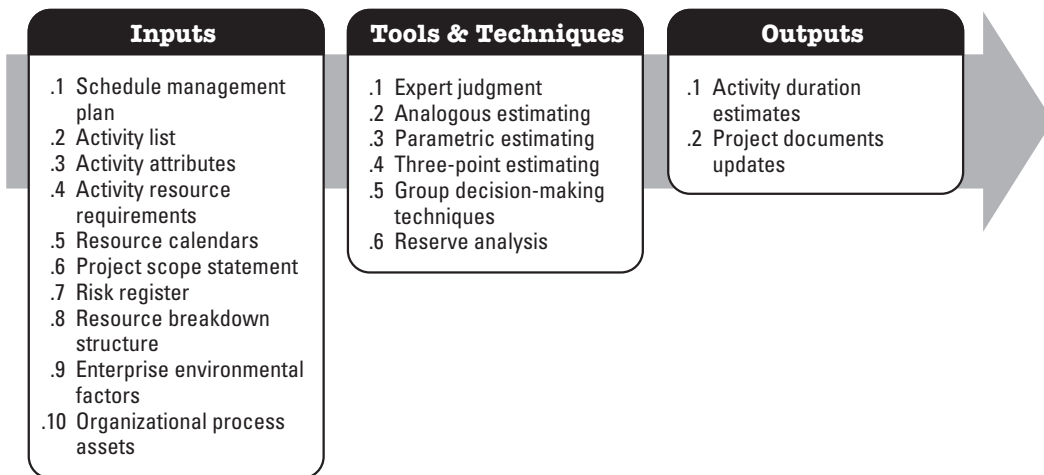 Inputs
.1 Schedule management
plan
.2 Activity list
.3 Activity attributes
.4 Activity resource
requirements
.5 Resource calendars
.6 Project scope statement
.7 Risk register
.8 Resource breakdown
structure
.9 Enterprise environmental
factors
.10 Organizational process
assets
Tools & Techniques
.1 Expert judgment
.2 Analogous estimating
.3 Parametric estimating
.4 Three-point estimating
.5 Group decision-making
techniques
.6 Reserve analysis
Outputs
.1 Activity duration
estimates
.2 Project documents
updates